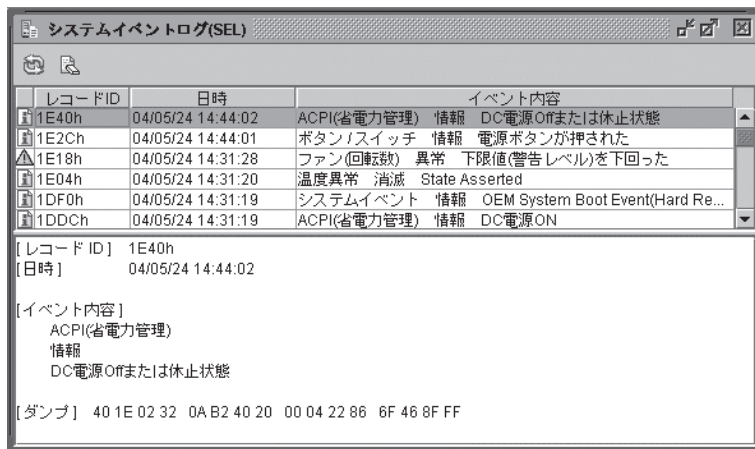 システムイベントログ(SEL)
レコードID 日時 イベント内容
1E40h 04/05/24 14:44:02 ACPI(省電力管理) 情報 DC電源Offまたは休止状態
1E2Ch 04/05/24 14:44:01 ボタン/スイッチ 情報 電源ボタンが押された
1E18h 04/05/24 14:31:28 ファン(回転数) 異常 下限値(警告レベル)を下回った
1E04h 04/05/24 14:31:20 温度異常 消滅 State Asserted
1DF0h 04/05/24 14:31:19 システムイベント 情報 OEM System Boot Event(Hard Re...
1DDCh 04/05/24 14:31:19 ACPI(省電力管理) 情報 DC電源ON
[レコード ID] 1E40h
[日時] 04/05/24 14:44:02
[イベント内容]
ACPI(省電力管理)
情報
DC電源Offまたは休止状態
[ダンプ] 40 1E 02 32 0A B2 40 20 00 04 22 86 6F 46 8F FF